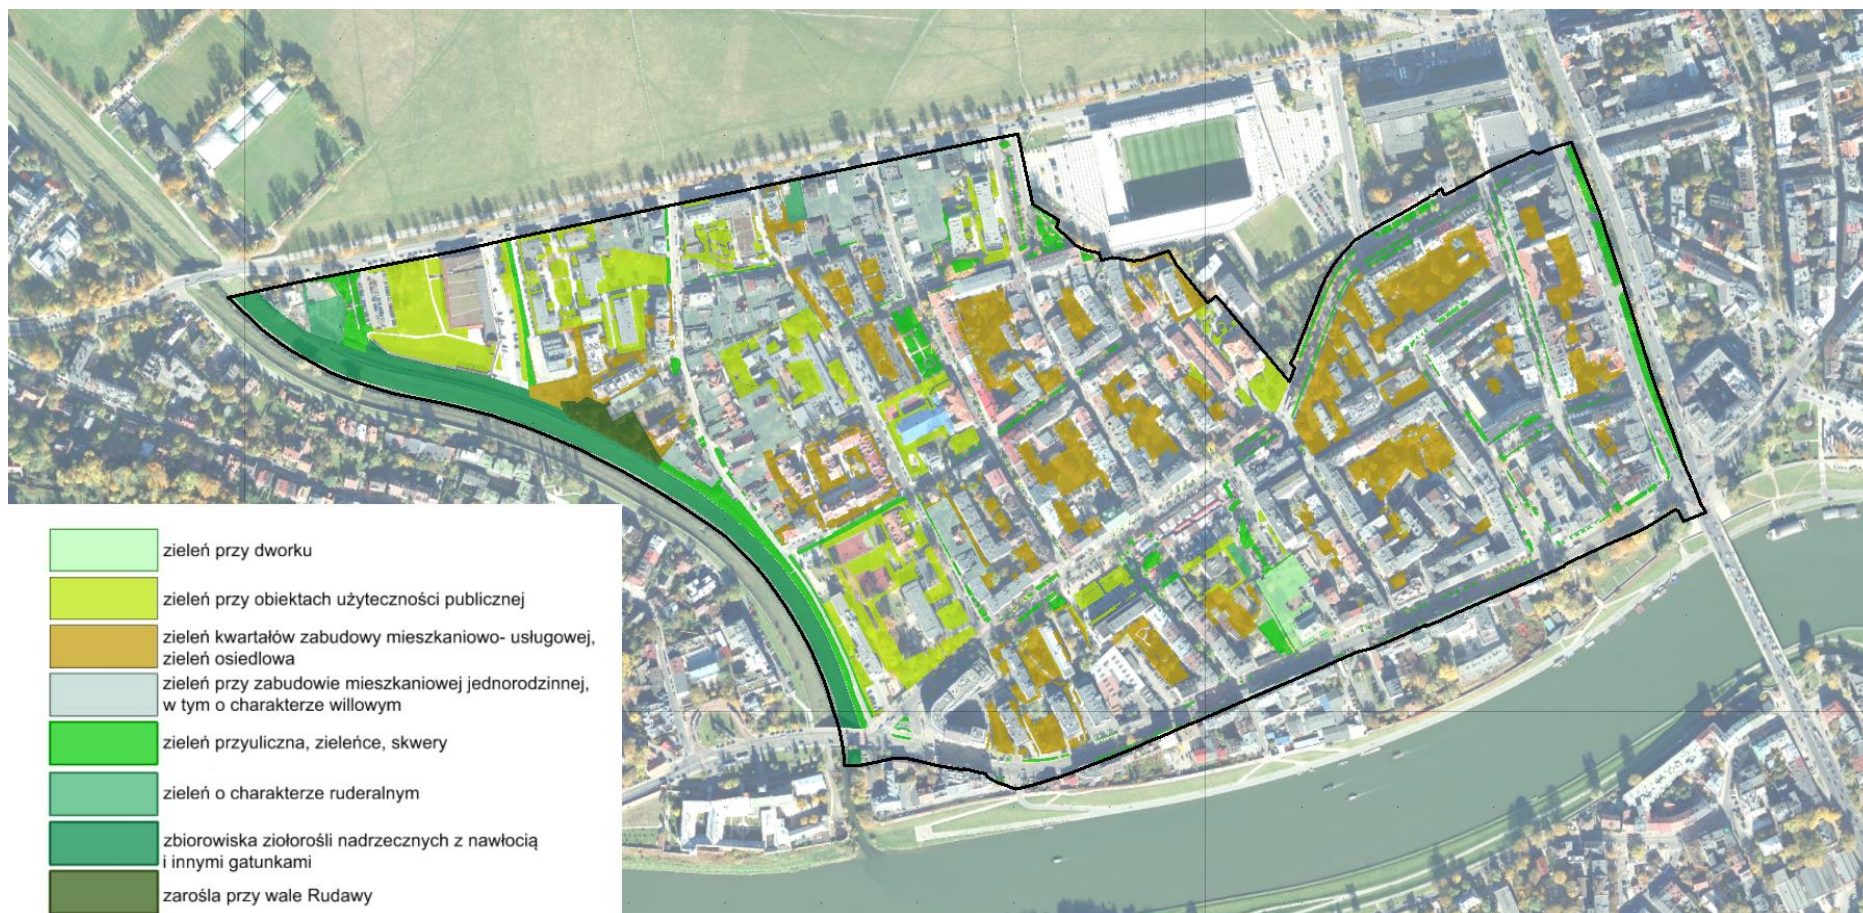 zieleń przy dworku
zieleń przy obiektach użyteczności publicznej
zieleń kwartałów zabudowy mieszkaniowo- usługowej,
zieleń osiedlowa
zieleń przy zabudowie mieszkaniowej jednorodzinnej,
w tym o charakterze willowym
zieleń przyuliczna, zieleńce, skwery
zieleń o charakterze ruderalnym
zbiorowiska ziołorośli nadrzecznych z nawłocią
i innymi gatunkami
zarośla przy wale Rudawy